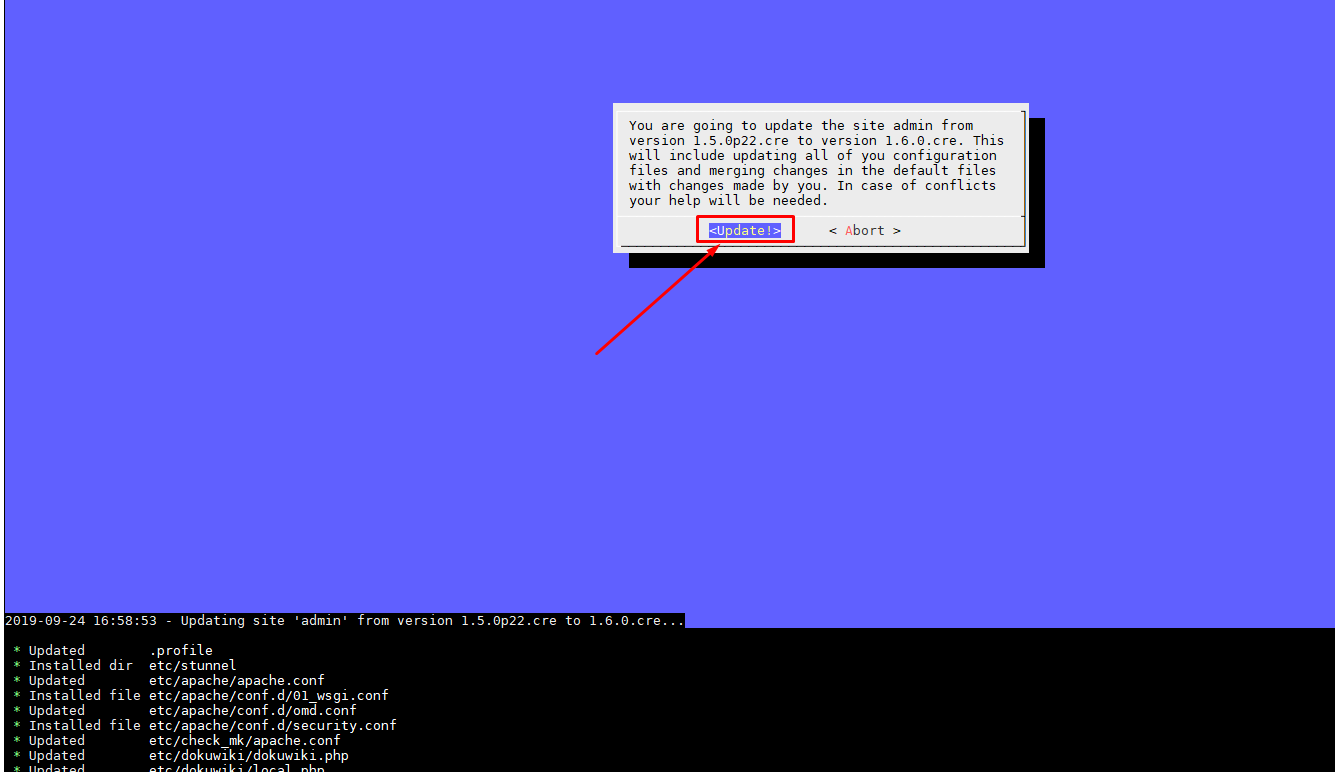 You are going to update the site admin from
version 1.5.0p22.cre to version 1.6.0.cre. This
will include updating all of you configuration
files and merging changes in the default files
with changes made by you. In case of conflicts
your help will be needed.
<Update!> < Abort >
2019-09-24 16:58:53 - Updating site 'admin' from version 1.5.0p22.cre to 1.6.0.cre...
* Updated .profile
* Installed dir etc/stunnel
* Updated etc/apache/apache.conf
* Installed file etc/apache/conf.d/01_wsgi.conf
* Updated etc/apache/conf.d/omd.conf
* Installed file etc/apache/conf.d/security.conf
* Updated etc/check_mk/apache.conf
* Updated etc/dokuwiki/dokuwiki.php
* Updated etc/dokuwiki/local.php